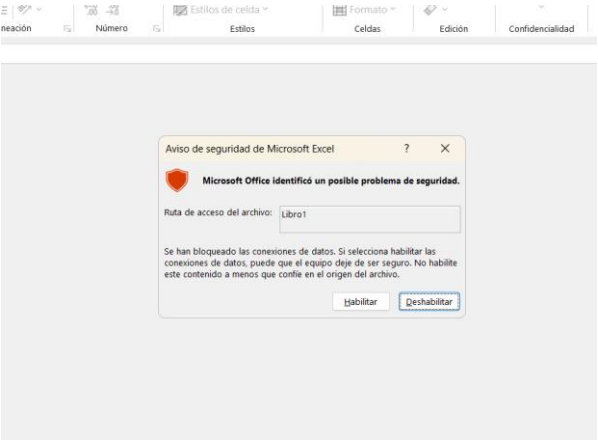 Estilos de celda
Formato
neación
Número
Estilos
Celdas
Edición
Confidencialidad
Aviso de seguridad de Microsoft Excel
?
Microsoft Office identificó un posible problema de seguridad.
Ruta de acceso del archivo:
Libro1
Se han bloqueado las conexiones de datos. Si selecciona habilitar las
conexiones de datos, puede que el equipo deje de ser seguro. No habilite
este contenido a menos que confíe en el origen del archivo.
Habilitar
Deshabilitar